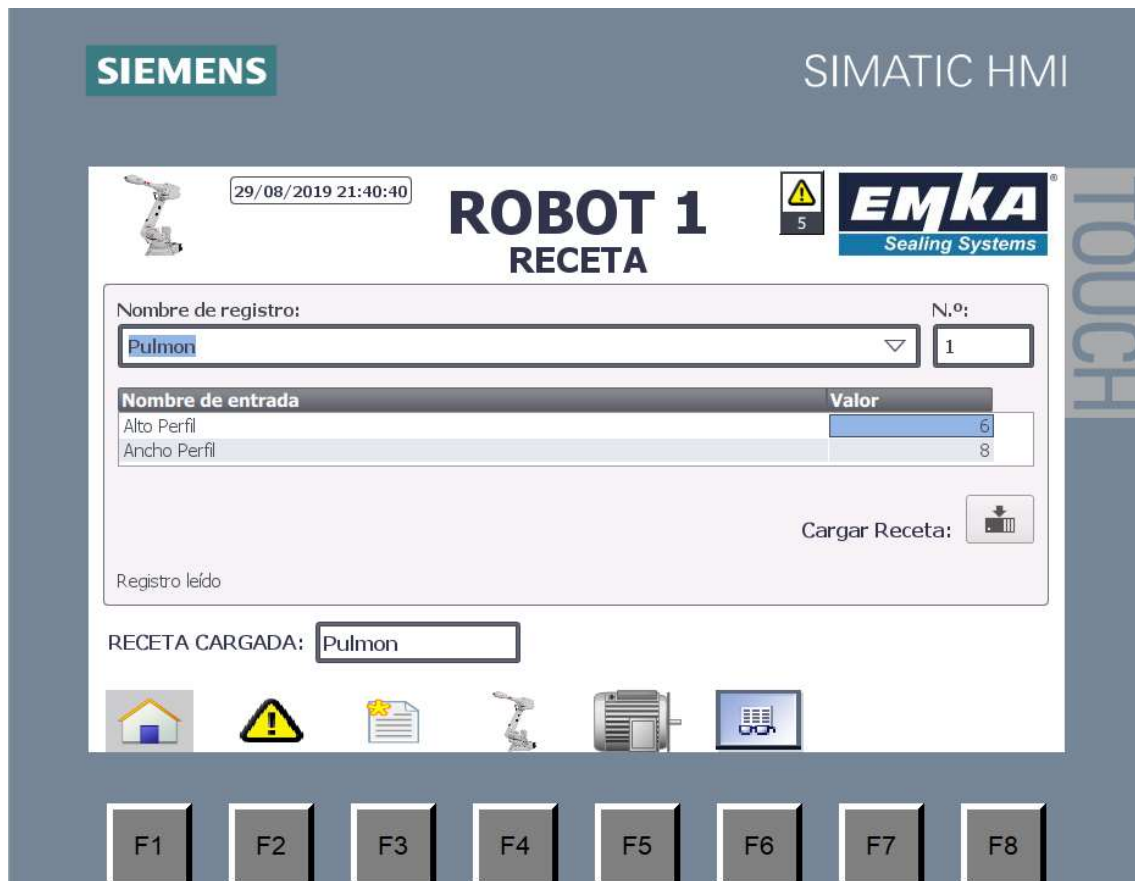 SIEMENS
SIMATIC HMI
TOUCH
29/08/2019 21:40:40
ROBOT 1
RECETA
5
EMKA®
Sealing Systems
Nombre de registro:
N.º:
Pulmon
1
Nombre de entrada Valor
Alto Perfil 6
Ancho Perfil 8
Cargar Receta:
Registro leído
RECETA CARGADA: Pulmon
F1 F2 F3 F4 F5 F6 F7 F8